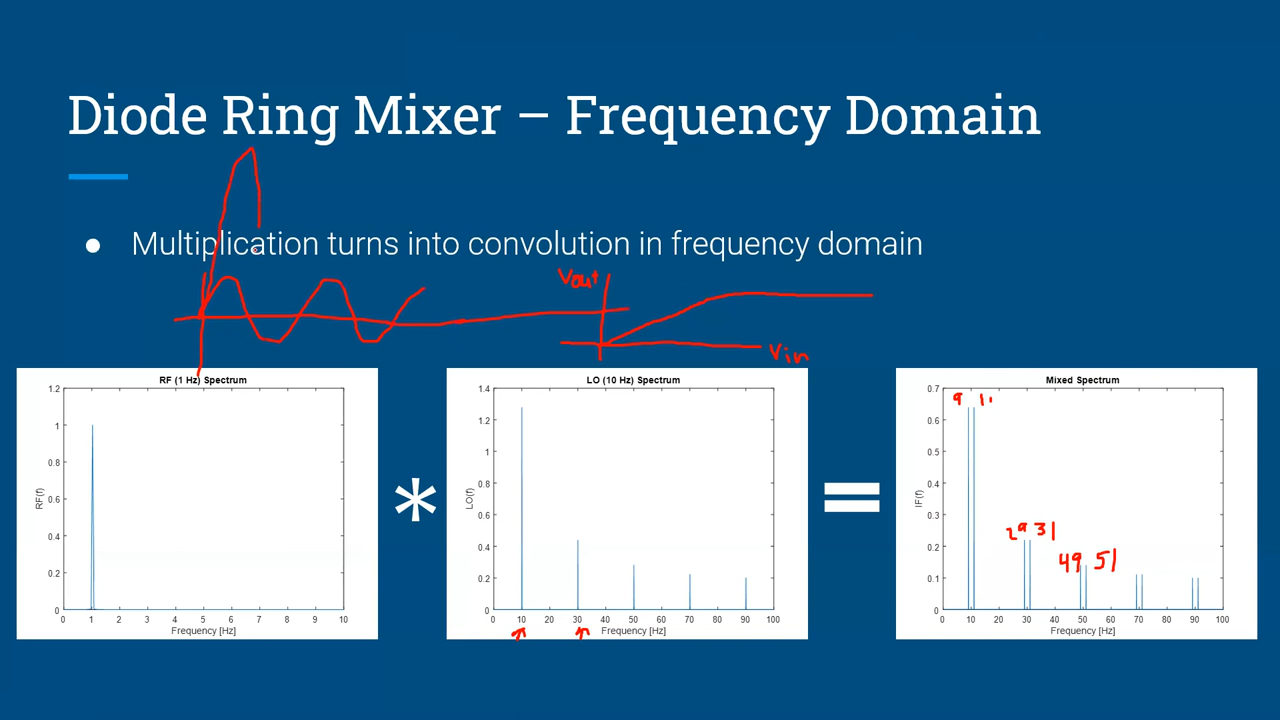 Diode Ring Mixer – Frequency Domain
● Multiplication turns into convolution in frequency domain
Vout
Vin
RF (1 Hz) Spectrum
1.2
1
0.8
0.6
0.4
0.2
0
RF(f)
0 1 2 3 4 5 6 7 8 9 10
Frequency [Hz]
*
LO (10 Hz) Spectrum
1.4
1.2
1
0.8
0.6
0.4
0.2
0
LO(f)
0 10 20 30 40 50 60 70 80 90 100
Frequency [Hz]
=
Mixed Spectrum
0.7
0.6
0.5
0.4
0.3
0.2
0.1
0
IF(f)
9
29 31
49 51
0 10 20 30 40 50 60 70 80 90 100
Frequency [Hz]